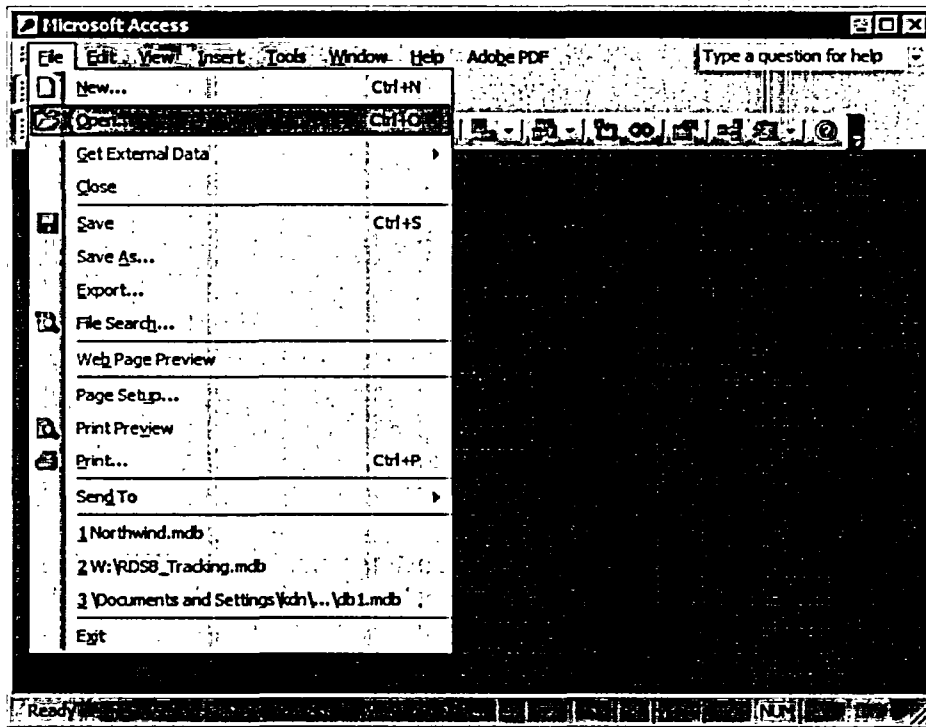 Microsoft Access
File Edit View Insert Tools Window Help Adobe PDF Type a question for help
New... Ctrl+N
Open... Ctrl+O
Get External Data
Close
Save Ctrl+S
Save As...
Export...
File Search...
Web Page Preview
Page Setup...
Print Preview
Print... Ctrl+P
Send To
1 Northwind.mdb
2 W:\RDSB_Tracking.mdb
3 \Documents and Settings\kdn\...\db1.mdb
Exit
Ready NUM